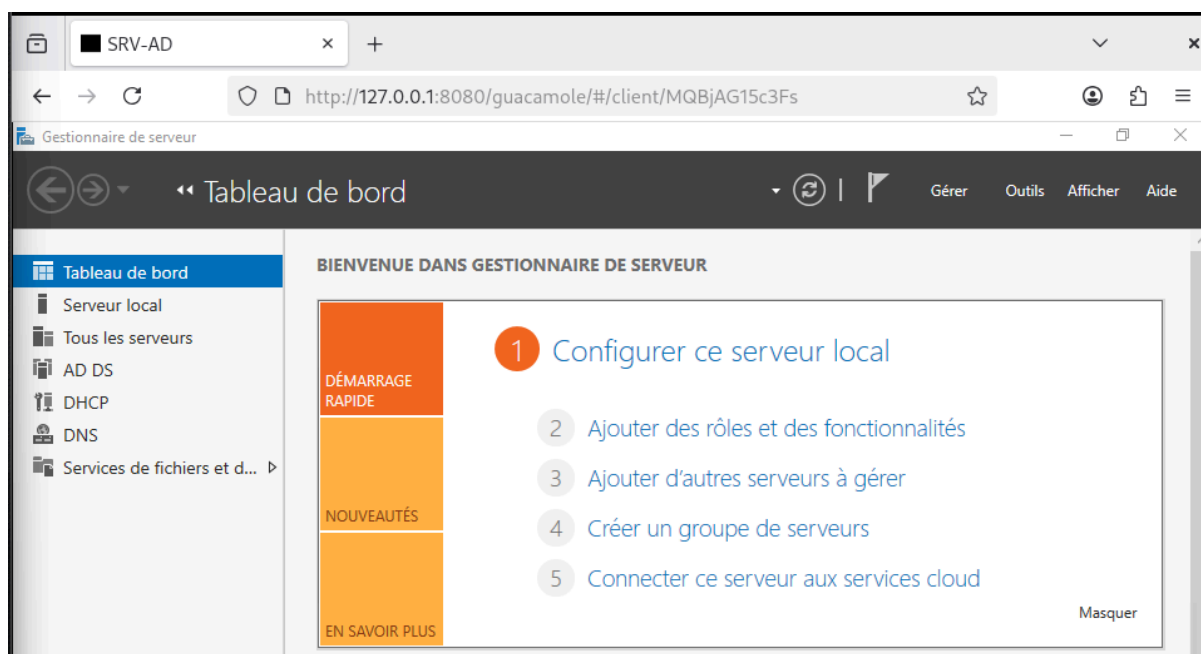 SRV-AD
http://127.0.0.1:8080/guacamole/#/client/MQBjAG15c3Fs
Gestionnaire de serveur
Tableau de bord
Gérer Outils Afficher Aide
Tableau de bord
Serveur local
Tous les serveurs
AD DS
DHCP
DNS
Services de fichiers et d...
BIENVENUE DANS GESTIONNAIRE DE SERVEUR
DÉMARRAGE
RAPIDE
NOUVEAUTÉS
EN SAVOIR PLUS
1 Configurer ce serveur local
2 Ajouter des rôles et des fonctionnalités
3 Ajouter d'autres serveurs à gérer
4 Créer un groupe de serveurs
5 Connecter ce serveur aux services cloud
Masquer